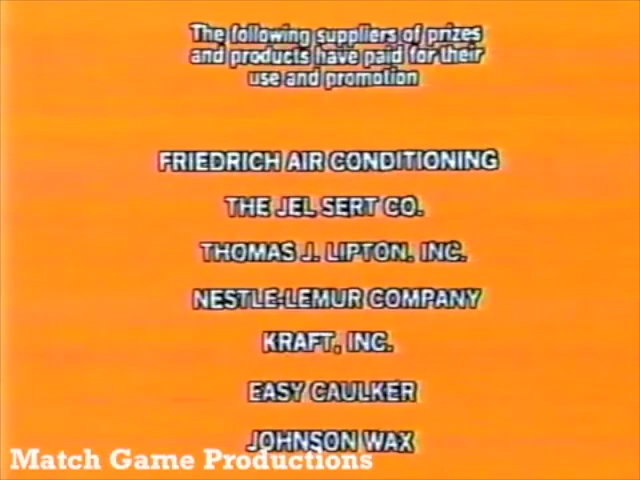 The following suppliers of prizes
and products have paid for their
use and promotion
FRIEDRICH AIR CONDITIONING
THE JEL SERT CO.
THOMAS J. LIPTON, INC.
NESTLE-LEMUR COMPANY
KRAFT, INC.
EASY CAULKER
JOHNSON WAX
Match Game Productions